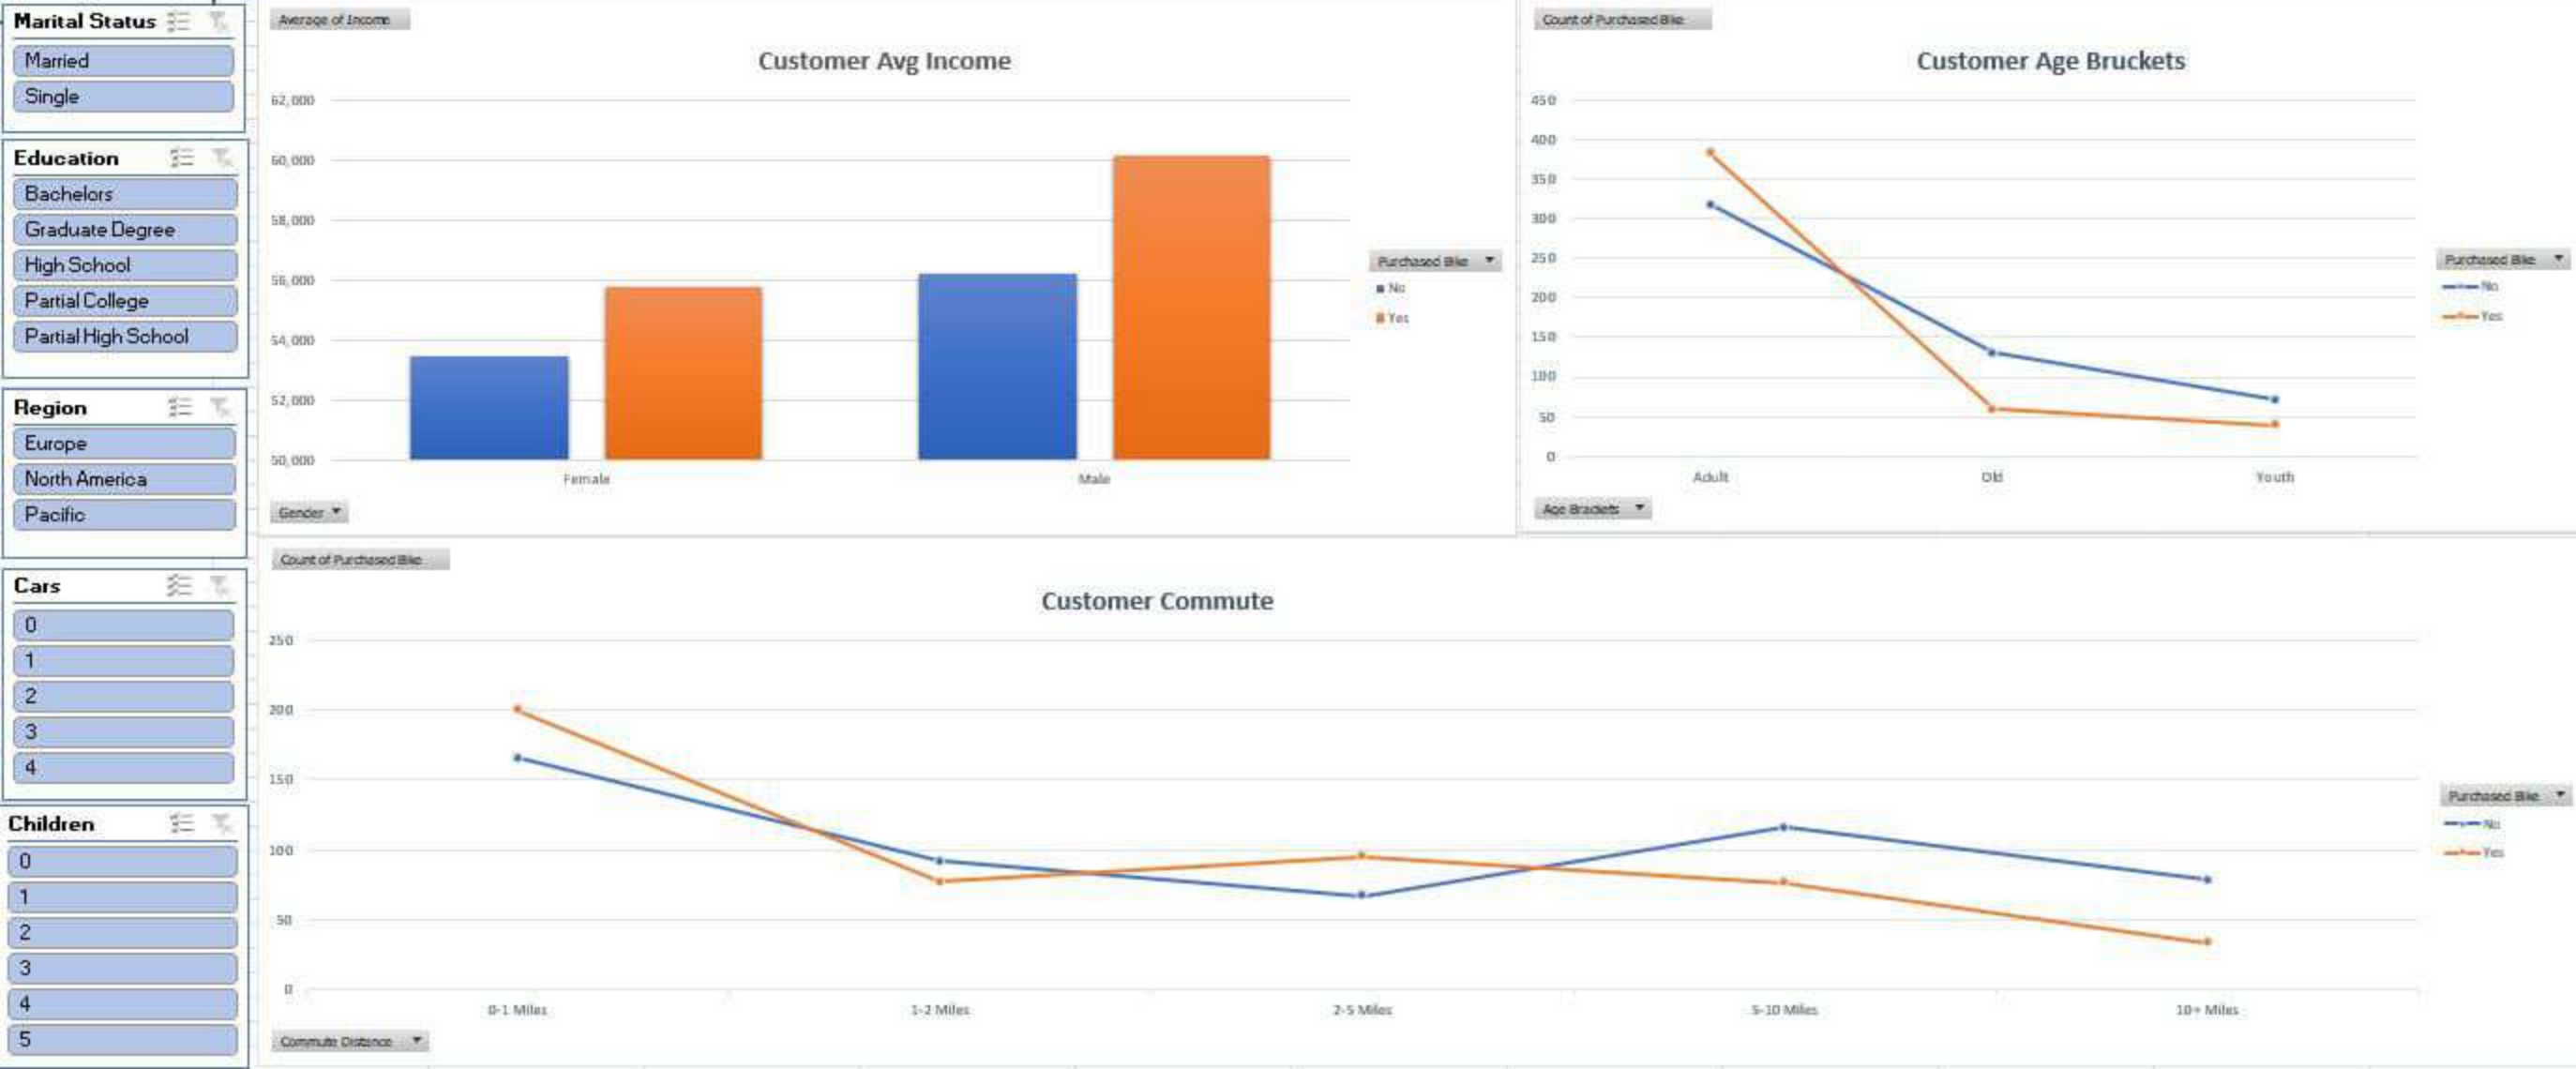 Marital Status
Married
Single
Education
Bachelors
Graduate Degree
High School
Partial College
Partial High School
Region
Europe
North America
Pacific
Cars
0
1
2
3
4
Children
0
1
2
3
4
5
Average of Income
Customer Avg Income
62,000
60,000
58,000
56,000
54,000
52,000
50,000
Female
Male
Purchased Bike
No
Yes
Gender
Count of Purchased Bike
Customer Age Bruckets
450
400
350
300
250
200
150
100
50
0
Adult
Old
Youth
Purchased Bike
No
Yes
Age Brackets
Count of Purchased Bike
Customer Commute
250
200
150
100
50
0
0-1 Miles
1-2 Miles
2-5 Miles
5-10 Miles
10+ Miles
Purchased Bike
No
Yes
Commute Distance